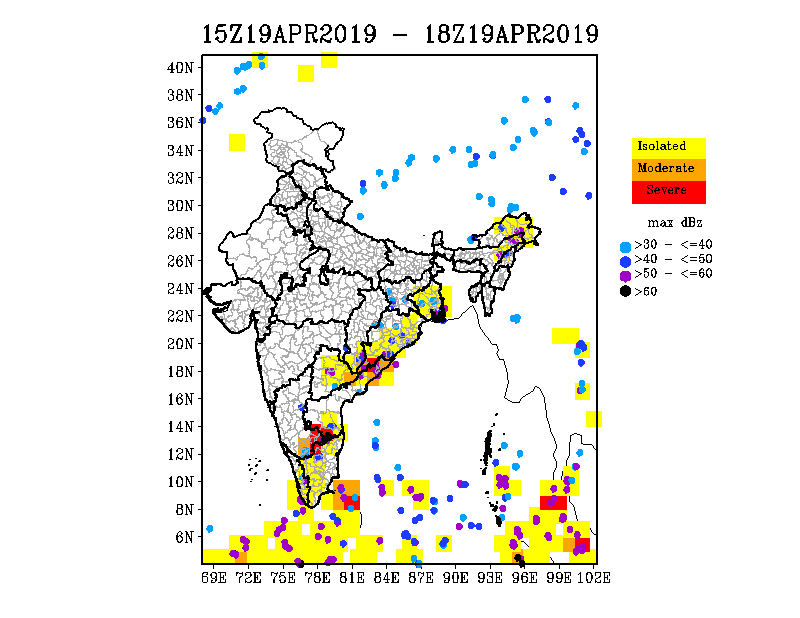 15Z19APR2019 - 18Z19APR2019
40N
38N
36N
34N
32N
30N
28N
26N
24N
22N
20N
18N
16N
14N
12N
10N
8N
6N
69E 72E 75E 78E 81E 84E 87E 90E 93E 96E 99E 102E
Isolated
Moderate
Severe
max dBz
>30 - <=40
>40 - <=50
>50 - <=60
>60